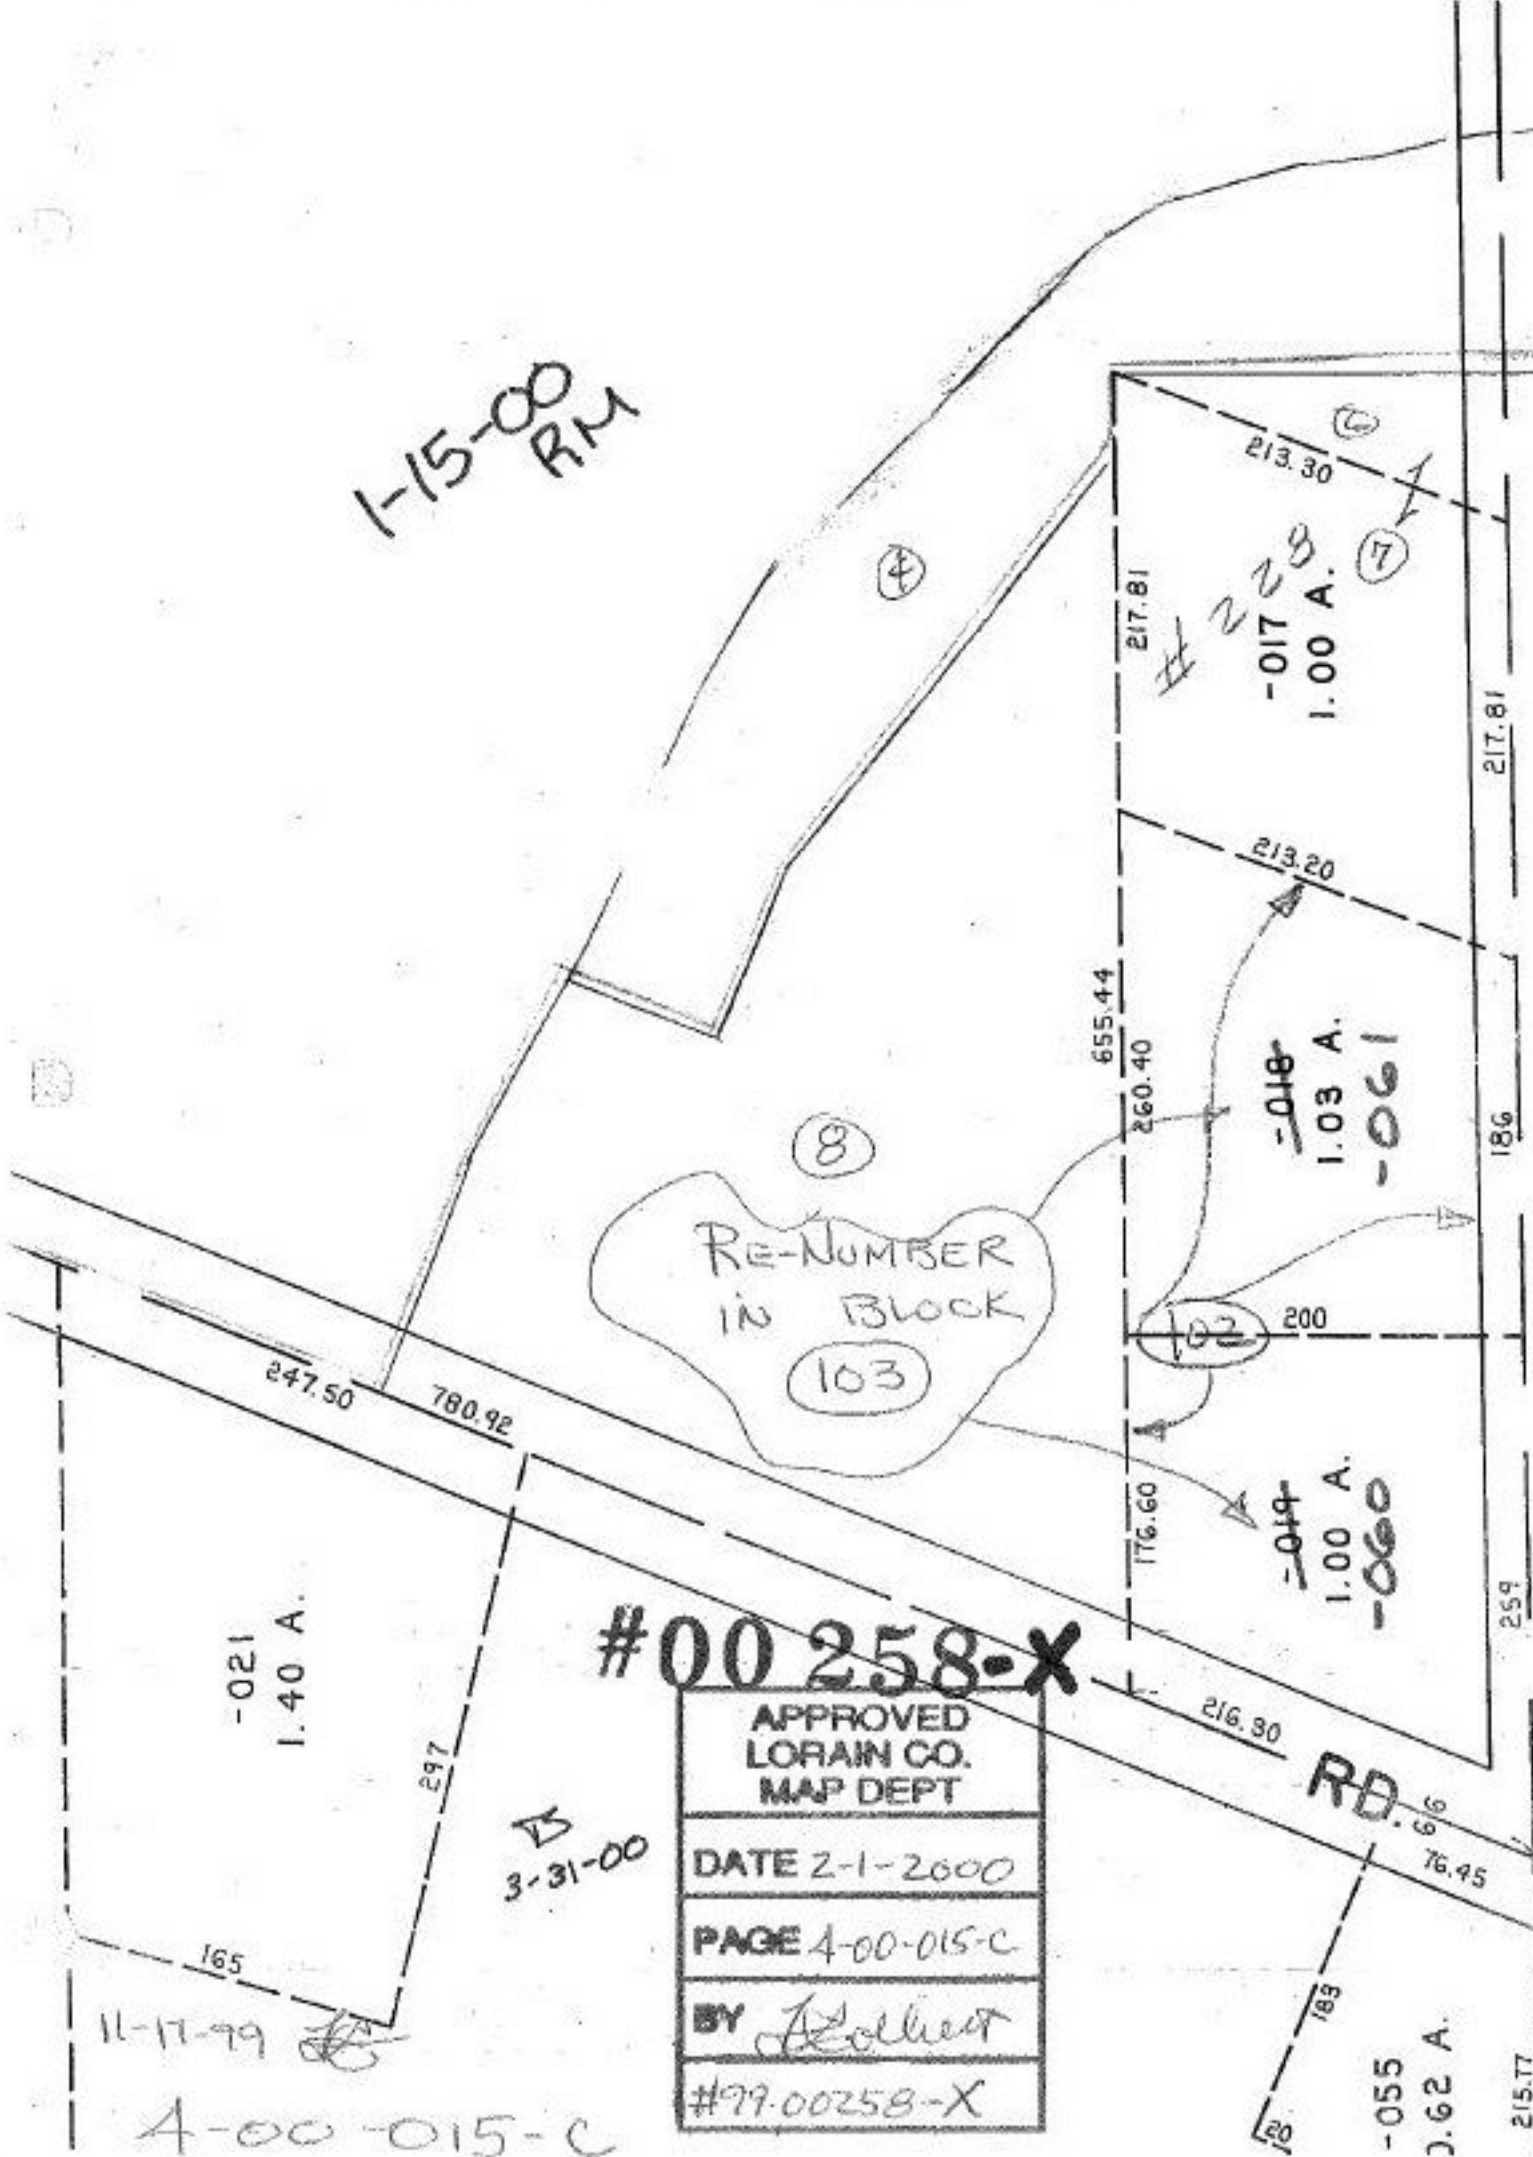 1-15-00
RM
6
213.30
7
4
217.81
# 228
-017
1.00 A.
217.81
213.20
655.44
260.40
-018
1.03 A.
-061
186
8
RE-NUMBER
IN BLOCK
103
102
200
247.50
780.92
176.60
-019
1.00 A.
-060
259
-021
1.40 A.
297
#00 258-X
APPROVED
LORAIN CO.
MAP DEPT
DATE 2-1-2000
PAGE 4-00-015-C
BY
#99-00258-X
216.30
RD.
66
76.45
3-31-00
165
11-17-99
4-00-015-C
183
20
-055
0.62 A.
215.77